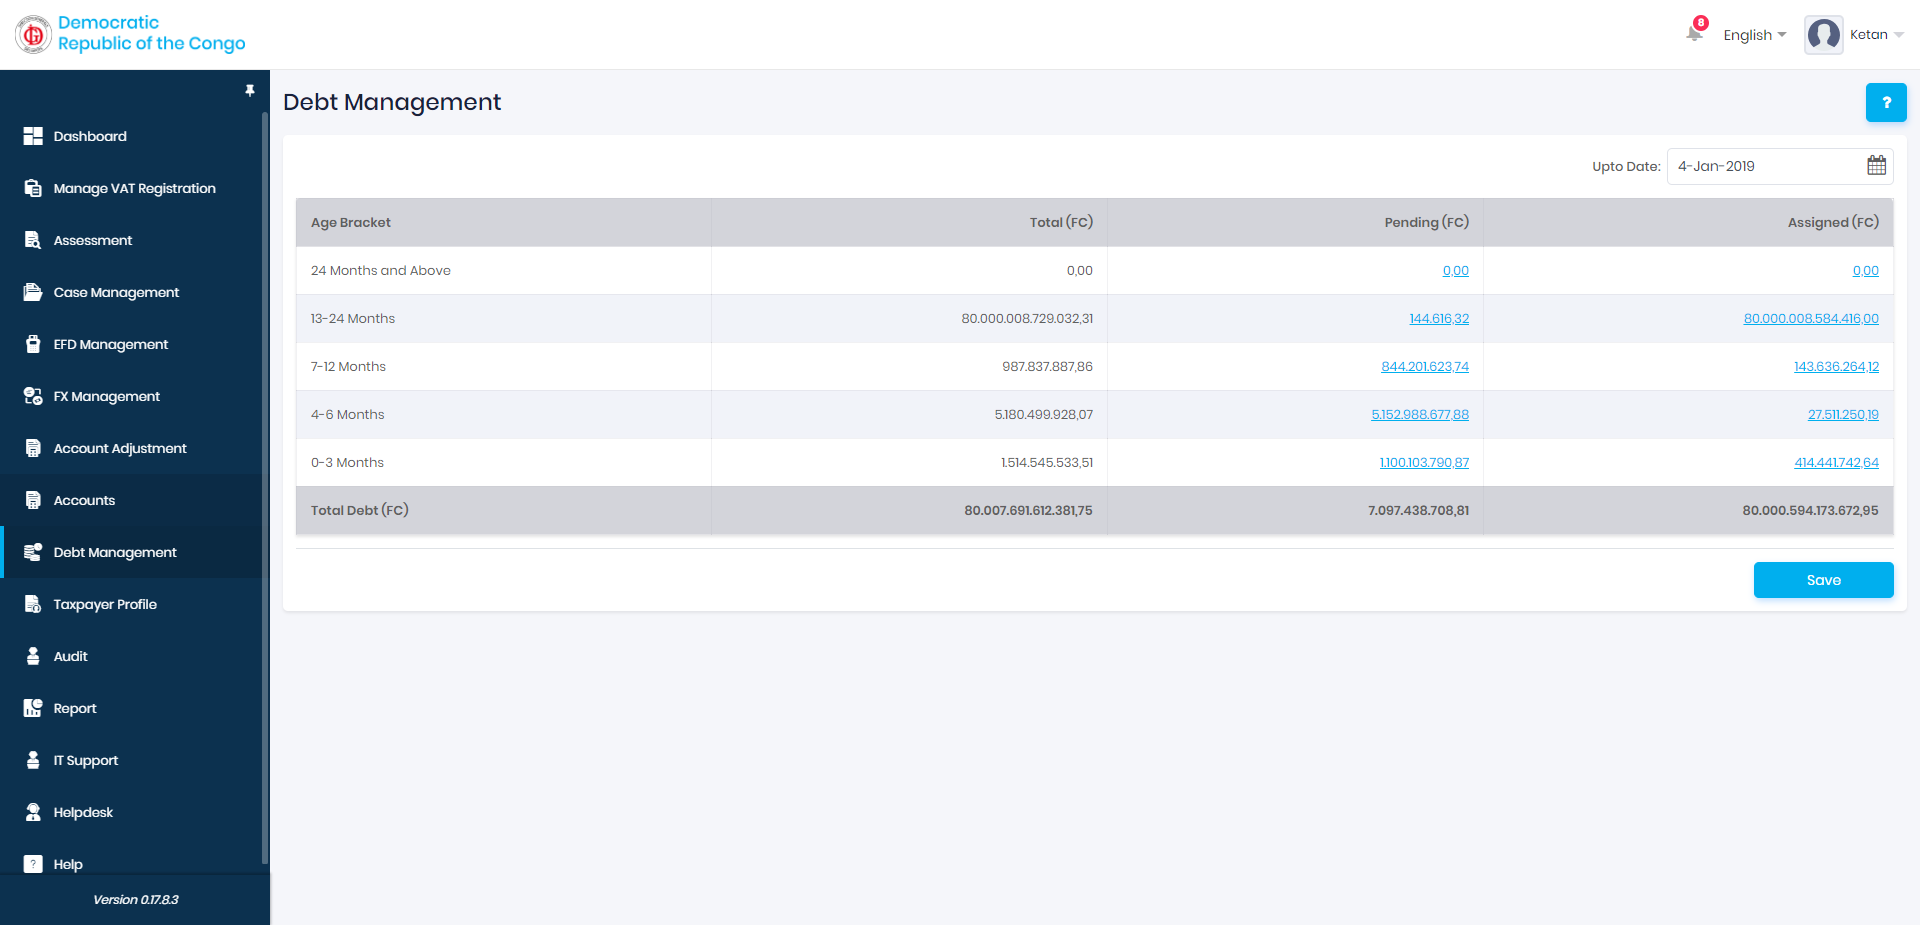 Democratic
Republic of the Congo
8
English
Ketan
Dashboard
Manage VAT Registration
Assessment
Case Management
EFD Management
FX Management
Account Adjustment
Accounts
Debt Management
Taxpayer Profile
Audit
Report
IT Support
Helpdesk
? Help
Version 0.17.8.3
Debt Management
?
Upto Date: 4-Jan-2019
Age Bracket Total (FC) Pending (FC) Assigned (FC)
24 Months and Above 0,00 0,00 0,00
13-24 Months 80.000.008.729.032,31 144.616,32 80.000.008.584.416,00
7-12 Months 987.837.887,86 844.201.623,74 143.636.264,12
4-6 Months 5.180.499.928,07 5.152.988.677,88 27.511.250,19
0-3 Months 1.514.545.533,51 1.100.103.790,87 414.441.742,64
Total Debt (FC) 80.007.691.612.381,75 7.097.438.708,81 80.000.594.173.672,95
Save